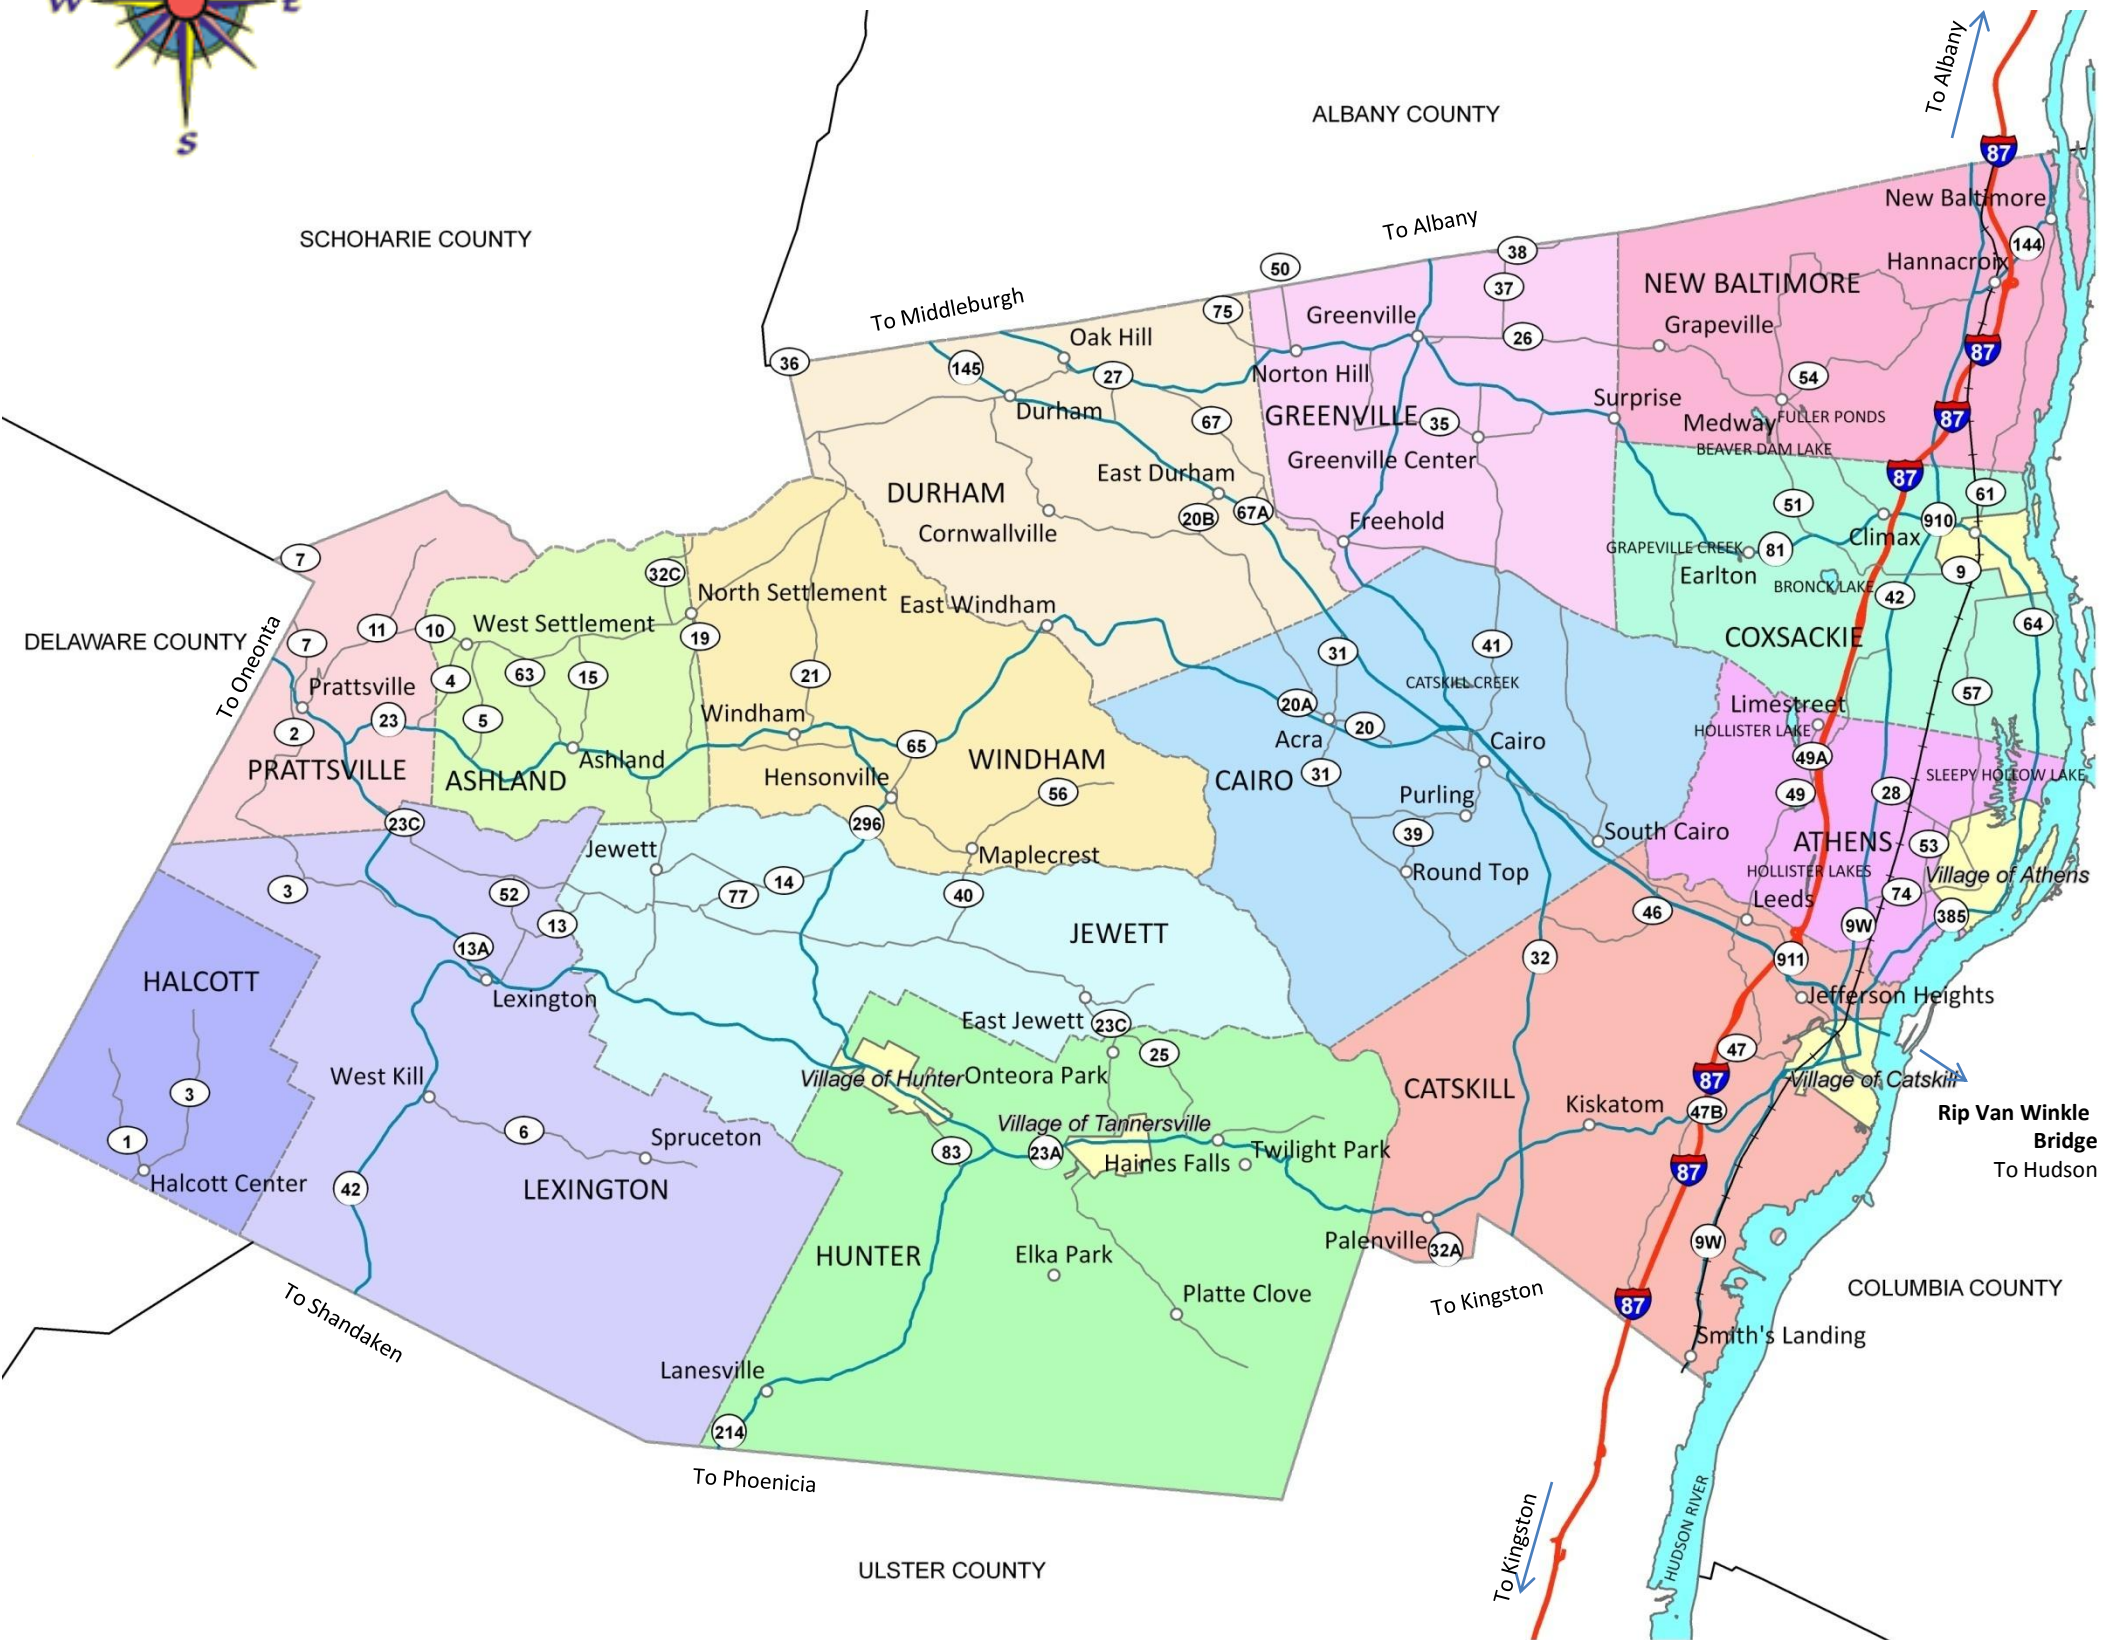 W
E
S
To Albany
ALBANY COUNTY
87
New Baltimore
SCHOHARIE COUNTY
To Albany
144
38
Hannacroix
50
37
NEW BALTIMORE
To Middleburgh
75
Greenville
Grapeville
Oak Hill
26
87
36
145
27
Norton Hill
54
Surprise
Durham
67
GREENVILLE
35
Medway
FULLER PONDS
87
BEAVER DAM LAKE
Greenville Center
East Durham
87
DURHAM
61
51
20B
67A
Freehold
910
Cornwallville
Climax
GRAPEVILLE CREEK
81
7
32C
Earlton
9
BRONCK LAKE
42
North Settlement
East Windham
64
West Settlement
11
10
COXSACKIE
DELAWARE COUNTY
7
19
31
41
To Oneonta
4
63
15
21
CATSKILL CREEK
57
Prattsville
20A
Limestreet
23
5
Windham
20
HOLLISTER LAKE
2
65
Acra
Cairo
49A
WINDHAM
Ashland
PRATTSVILLE
ASHLAND
Hensonville
CAIRO
31
SLEEPY HOLLOW LAKE
56
Purling
49
28
23C
296
39
South Cairo
ATHENS
53
Jewett
Maplecrest
Round Top
HOLLISTER LAKES
Village of Athens
3
52
77
14
40
Leeds
74
46
385
13
JEWETT
9W
13A
32
911
HALCOTT
Lexington
Jefferson Heights
East Jewett
23C
25
47
Village of Hunter
Onteora Park
West Kill
87
Village of Catskill
3
CATSKILL
Kiskatom
47B
Rip Van Winkle
Bridge
To Hudson
Village of Tannersville
6
1
Spruceton
83
23A
Haines Falls
Twilight Park
87
Halcott Center
42
LEXINGTON
HUNTER
Elka Park
Palenville
32A
9W
Platte Clove
To Kingston
87
COLUMBIA COUNTY
To Shandaken
Smith's Landing
Lanesville
214
To Phoenicia
To Kingston
HUDSON RIVER
ULSTER COUNTY